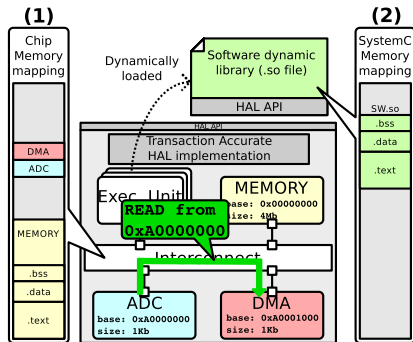 (1)
Chip
Memory
mapping
DMA
ADC
MEMORY
.bss
.data
.text
Dynamically
loaded
Software dynamic
library (.so file)
HAL API
HAL API
Transaction Accurate
HAL implementation
Exec. Unit
MEMORY
base: 0x00000000
size: 4Mb
READ from
0xA0000000
Interconnect
ADC
base: 0xA0000000
size: 1Kb
DMA
base: 0xA0001000
size: 1Kb
(2)
SystemC
Memory
mapping
SW.so
.bss
.data
.text